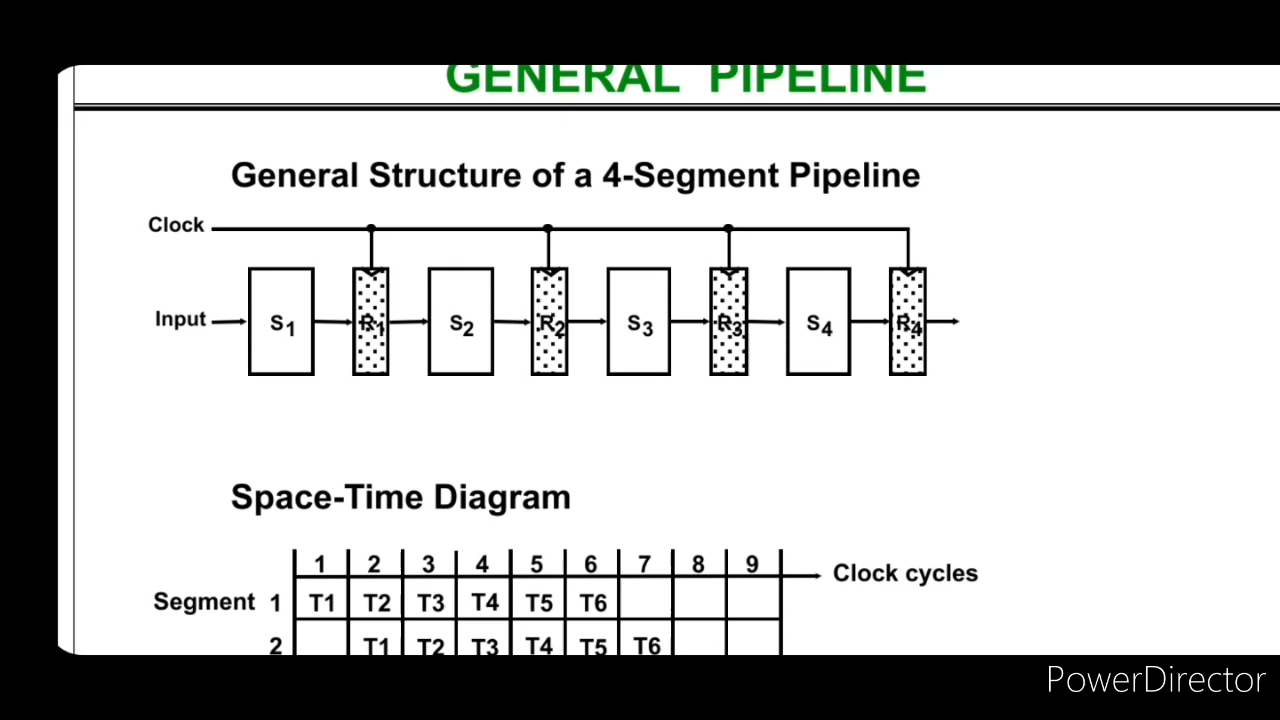 GENERAL PIPELINE
General Structure of a 4-Segment Pipeline
Clock
Input S1 R1 S2 R2 S3 R3 S4 R4
Space-Time Diagram
1 2 3 4 5 6 7 8 9 Clock cycles
Segment 1 T1 T2 T3 T4 T5 T6
2 T1 T2 T3 T4 T5 T6
PowerDirector